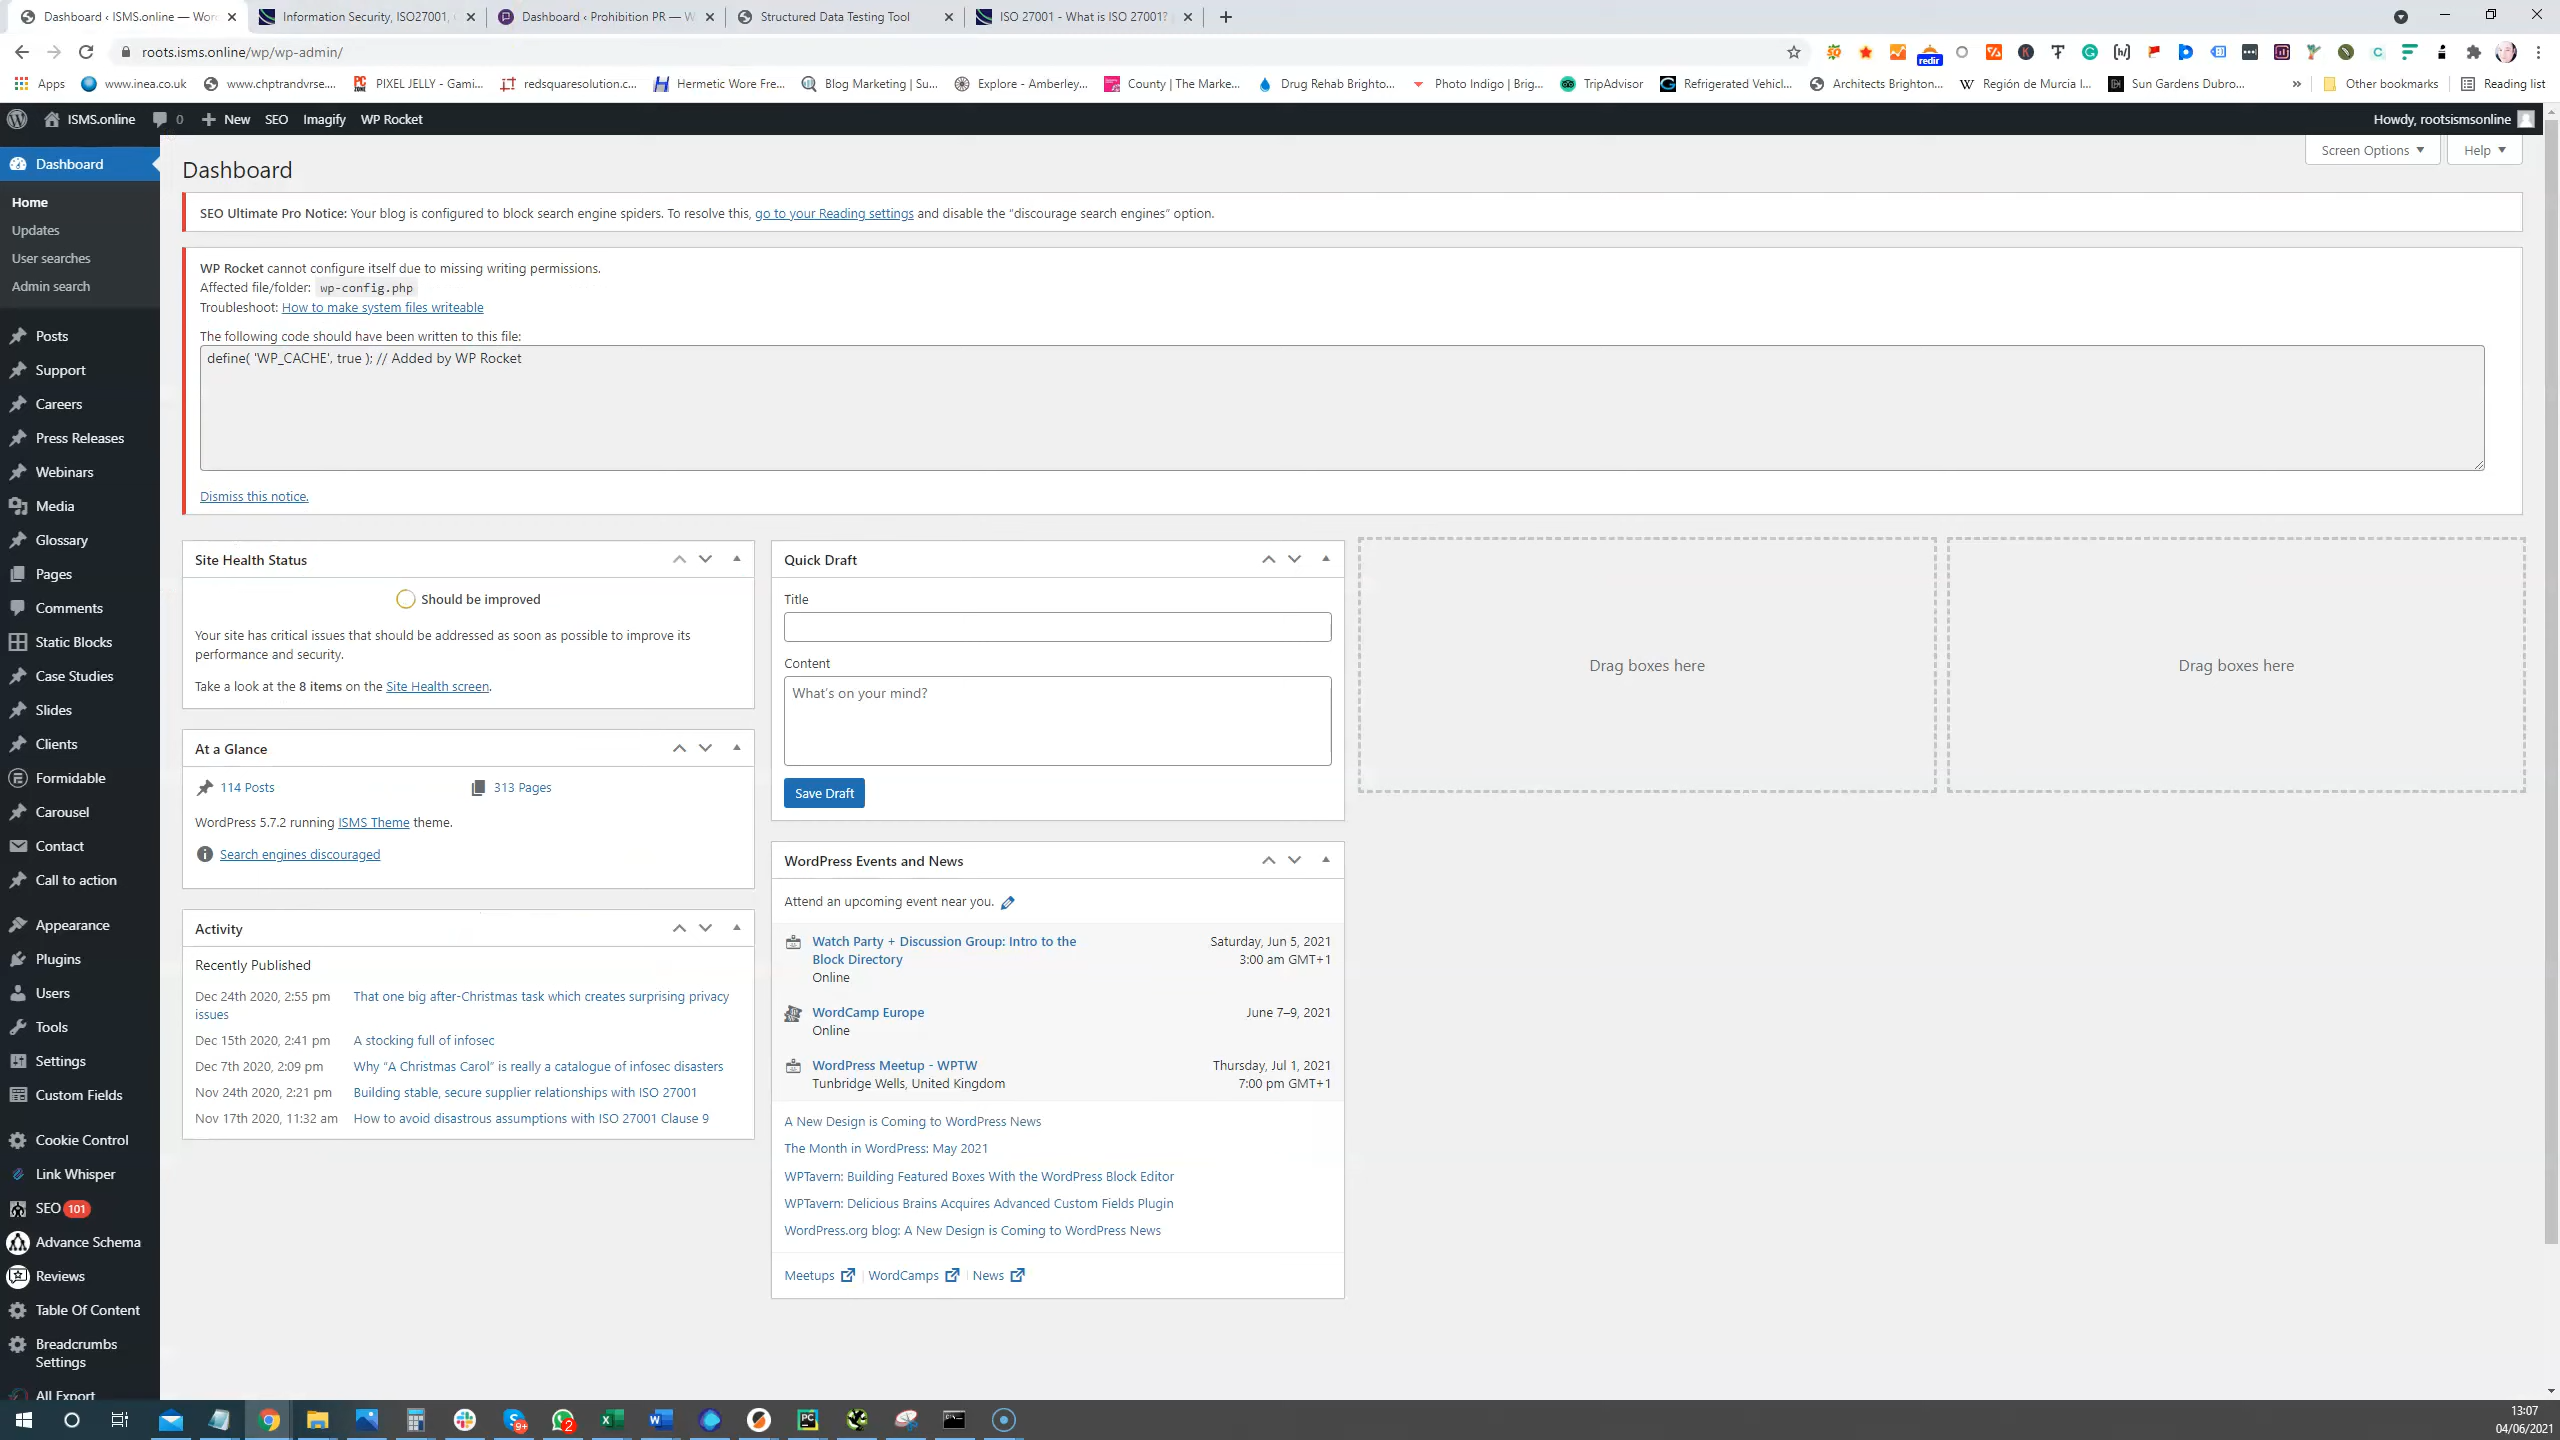 Dashboard ‹ ISMS.online — Wor
Information Security, ISO27001,
Dashboard ‹ Prohibition PR — W
Structured Data Testing Tool
ISO 27001 - What is ISO 27001?
roots.isms.online/wp/wp-admin/
redir
Apps
www.inea.co.uk
www.chptrandvrse....
PIXEL JELLY - Gami...
redsquaresolution.c...
Hermetic Wore Fre...
Blog Marketing | Su...
Explore - Amberley...
County | The Marke...
Drug Rehab Brighto...
Photo Indigo | Brig...
TripAdvisor
Refrigerated Vehicl...
Architects Brighton...
Región de Murcia I...
Sun Gardens Dubro...
»
Other bookmarks
Reading list
ISMS.online
0
New
SEO
Imagify
WP Rocket
Howdy, rootsismsonline
Dashboard
Home
Updates
User searches
Admin search
Posts
Support
Careers
Press Releases
Webinars
Media
Glossary
Pages
Comments
Static Blocks
Case Studies
Slides
Clients
Formidable
Carousel
Contact
Call to action
Appearance
Plugins
Users
Tools
Settings
Custom Fields
Cookie Control
Link Whisper
SEO 101
Advance Schema
Reviews
Table Of Content
Breadcrumbs
Settings
All Export
Dashboard
Screen Options
Help
SEO Ultimate Pro Notice: Your blog is configured to block search engine spiders. To resolve this, go to your Reading settings and disable the “discourage search engines” option.
WP Rocket cannot configure itself due to missing writing permissions.
Affected file/folder: wp-config.php
Troubleshoot: How to make system files writeable
The following code should have been written to this file:
define( 'WP_CACHE', true ); // Added by WP Rocket
Dismiss this notice.
Site Health Status
Should be improved
Your site has critical issues that should be addressed as soon as possible to improve its
performance and security.
Take a look at the 8 items on the Site Health screen.
At a Glance
114 Posts
313 Pages
WordPress 5.7.2 running ISMS Theme theme.
Search engines discouraged
Activity
Recently Published
Dec 24th 2020, 2:55 pm That one big after-Christmas task which creates surprising privacy
issues
Dec 15th 2020, 2:41 pm A stocking full of infosec
Dec 7th 2020, 2:09 pm Why “A Christmas Carol” is really a catalogue of infosec disasters
Nov 24th 2020, 2:21 pm Building stable, secure supplier relationships with ISO 27001
Nov 17th 2020, 11:32 am How to avoid disastrous assumptions with ISO 27001 Clause 9
Quick Draft
Title
Content
What's on your mind?
Save Draft
WordPress Events and News
Attend an upcoming event near you.
Watch Party + Discussion Group: Intro to the
Block Directory
Online
Saturday, Jun 5, 2021
3:00 am GMT+1
WordCamp Europe
Online
June 7–9, 2021
WordPress Meetup - WPTW
Tunbridge Wells, United Kingdom
Thursday, Jul 1, 2021
7:00 pm GMT+1
A New Design is Coming to WordPress News
The Month in WordPress: May 2021
WPTavern: Building Featured Boxes With the WordPress Block Editor
WPTavern: Delicious Brains Acquires Advanced Custom Fields Plugin
WordPress.org blog: A New Design is Coming to WordPress News
Meetups | WordCamps | News
Drag boxes here
Drag boxes here
13:07
04/06/2021